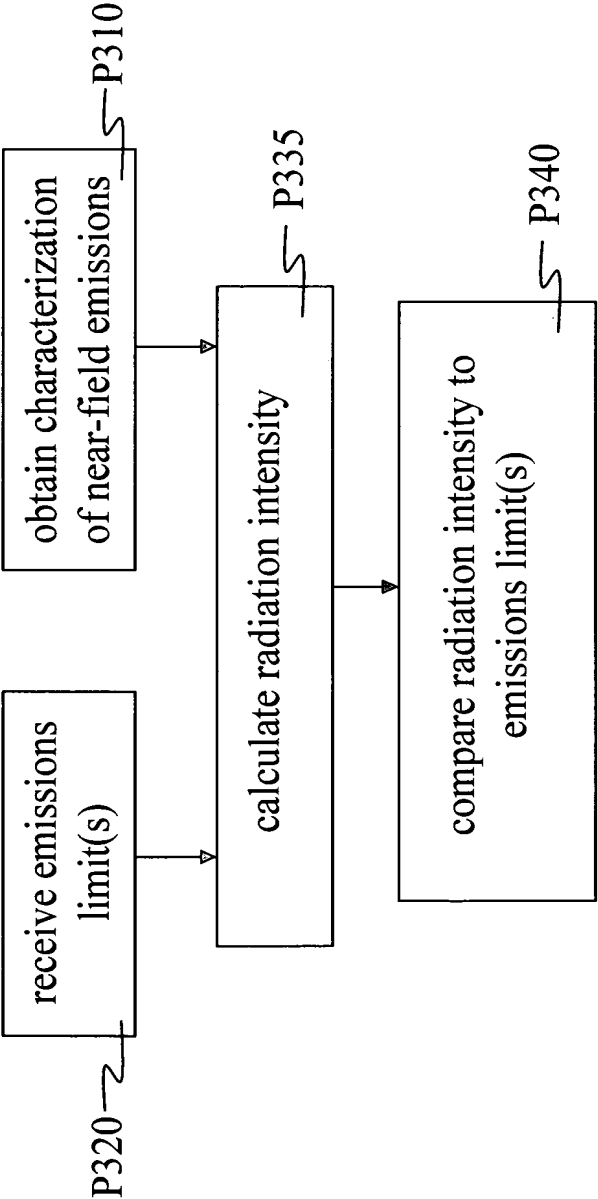 P320
receive emissions
limit(s)
obtain characterization
of near-field emissions
P310
calculate radiation intensity
P335
compare radiation intensity to
emissions limit(s)
P340